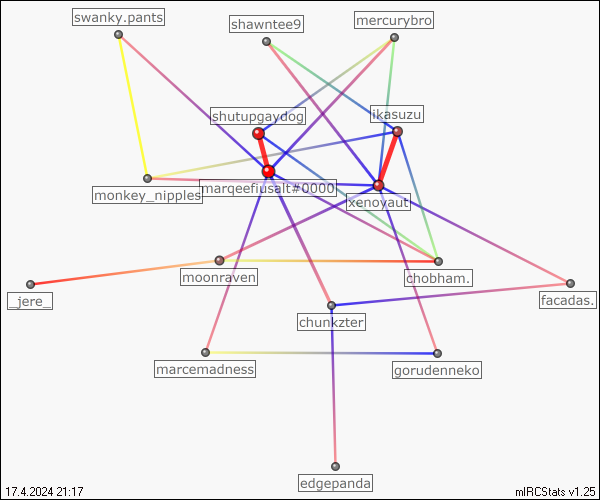 swanky.pants
shawntee9
mercurybro
shutupgaydog
ikasuzu
marqeefiusalt#0000
monkey_nipples
xenoyaut
moonraven
chobham.
_jere_
facadas.
chunkzter
marcemadness
gorudenneko
edgepanda
17.4.2024 21:17
mIRCStats v1.25